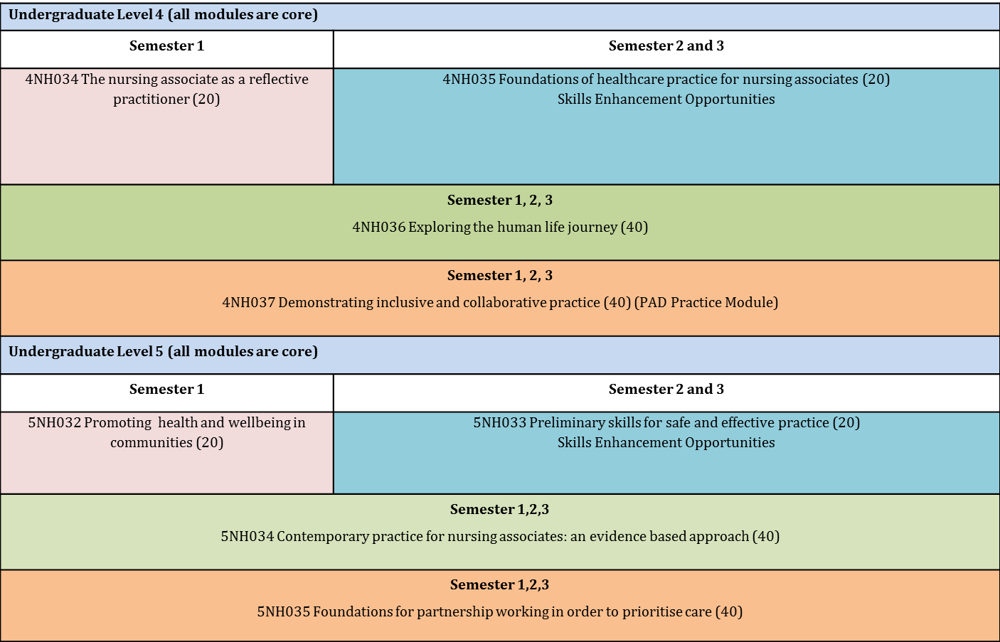 Undergraduate Level 4 (all modules are core)
Semester 1
Semester 2 and 3
4NH034 The nursing associate as a reflective
practitioner (20)
4NH035 Foundations of healthcare practice for nursing associates (20)
Skills Enhancement Opportunities
Semester 1, 2, 3
4NH036 Exploring the human life journey (40)
Semester 1, 2, 3
4NH037 Demonstrating inclusive and collaborative practice (40) (PAD Practice Module)
Undergraduate Level 5 (all modules are core)
Semester 1
Semester 2 and 3
5NH032 Promoting health and wellbeing in
communities (20)
5NH033 Preliminary skills for safe and effective practice (20)
Skills Enhancement Opportunities
Semester 1,2,3
5NH034 Contemporary practice for nursing associates: an evidence based approach (40)
Semester 1,2,3
5NH035 Foundations for partnership working in order to prioritise care (40)